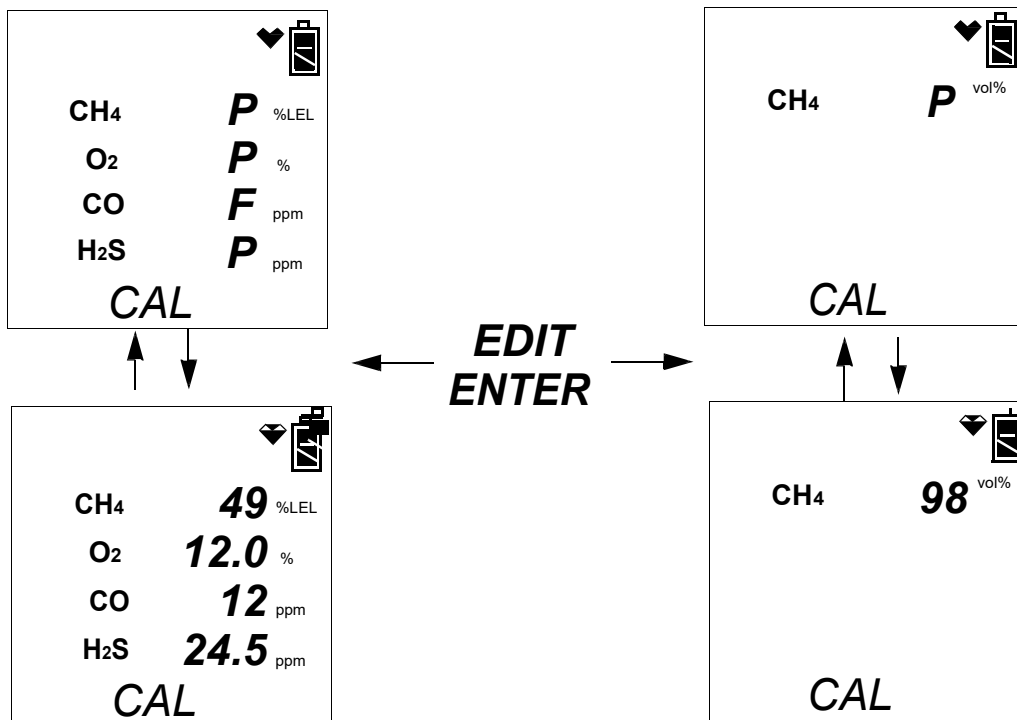 CH4 P %LEL
O2 P %
CO F ppm
H2S P ppm
CAL
CH4 P vol%
CAL
EDIT
ENTER
CH4 49 %LEL
O2 12.0 %
CO 12 ppm
H2S 24.5 ppm
CAL
CH4 98 vol%
CAL